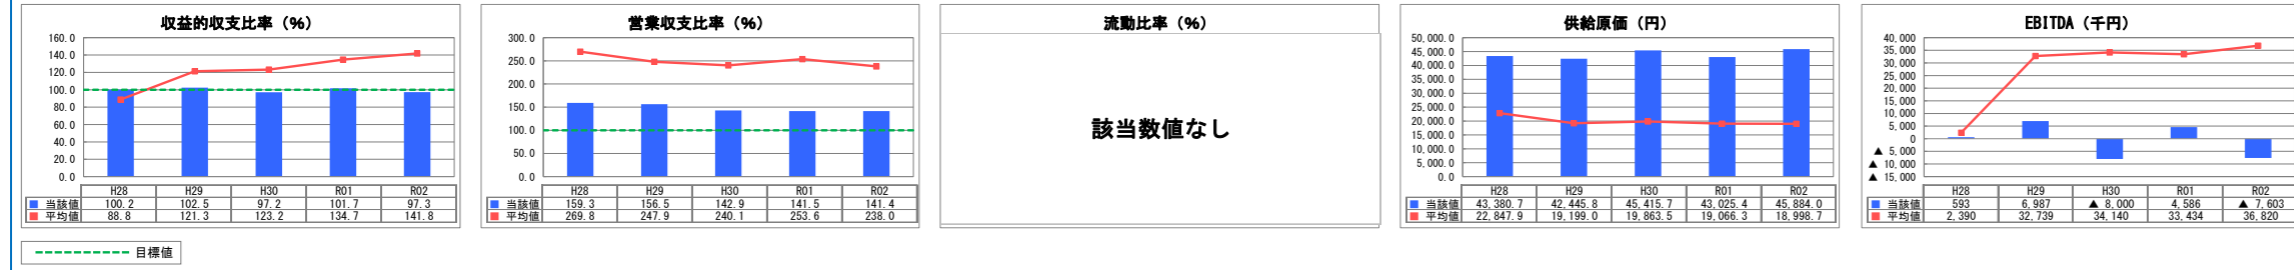 収益的収支比率（%）
160.0
140.0
120.0
100.0
80.0
60.0
40.0
20.0
0.0
H28 H29 H30 R01 R02
当該値 100.2 102.5 97.2 101.7 97.3
平均値 88.8 121.3 123.2 134.7 141.8
営業収支比率（%）
300.0
250.0
200.0
150.0
100.0
50.0
0.0
H28 H29 H30 R01 R02
当該値 159.3 156.5 142.9 141.5 141.4
平均値 269.8 247.9 240.1 253.6 238.0
流動比率（%）
該当数値なし
供給原価（円）
50,000.0
45,000.0
40,000.0
35,000.0
30,000.0
25,000.0
20,000.0
15,000.0
10,000.0
5,000.0
0.0
H28 H29 H30 R01 R02
当該値 43,380.7 42,445.8 45,415.7 43,025.4 45,884.0
平均値 22,847.9 19,199.0 19,863.5 19,066.3 18,998.7
EBITDA（千円）
40,000
35,000
30,000
25,000
20,000
15,000
10,000
5,000
0
▲ 5,000
▲ 10,000
▲ 15,000
H28 H29 H30 R01 R02
当該値 593 6,987 ▲ 8,000 4,586 ▲ 7,603
平均値 2,390 32,739 34,140 33,434 36,820
目標値